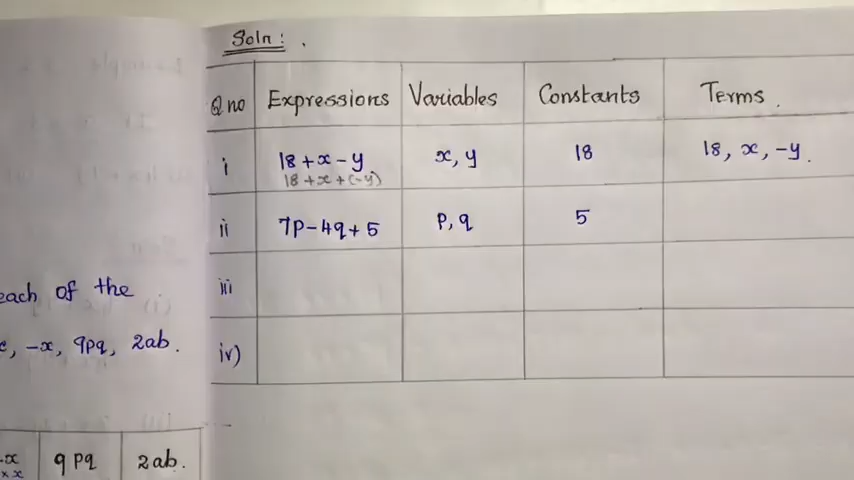 Soln :
Q no Expressions Variables Constants Terms .
i 18 + x - y x, y 18 18, x, -y .
18 + x + (-y)
ii 7p - 4q + 5 p, q 5
iii
iv)
each of the
, -x, 9pq, 2ab.
-x 9pq 2ab.
× x